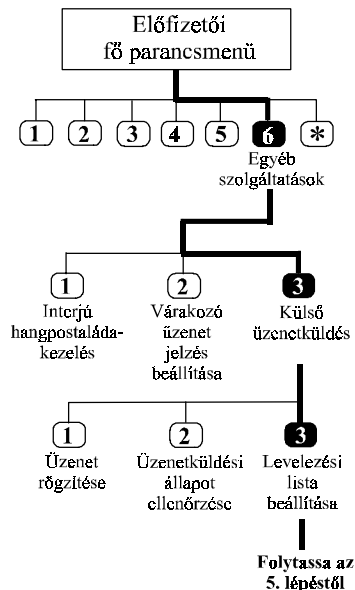 Előfizetői
fő parancsmenü
1 2 3 4 5 6 *
Egyéb
szolgáltatások
1 2 3
Interjú
hangpostaláda-
kezelés
Várakozó
üzenet
jelzés
beállítása
Külső
üzenetküldés
1 2 3
Üzenet
rögzítése
Üzenetküldési
állapot
ellenőrzése
Levelezési
lista
beállítása
Folytassa az
5. lépéstől